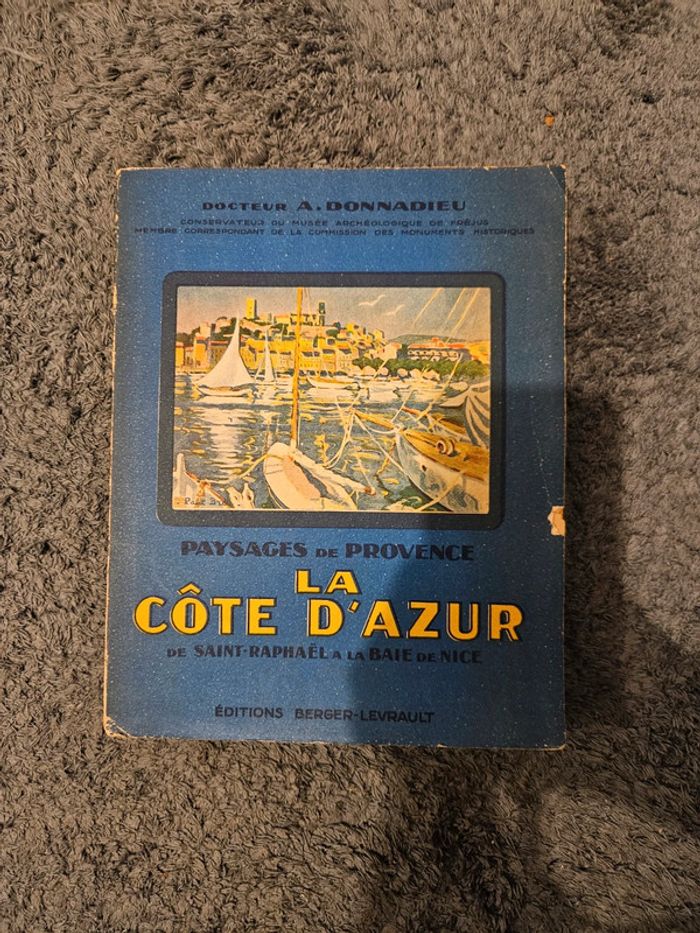 DOCTEUR A. DONNADIEU
CONSERVATEUR DU MUSÉE ARCHÉOLOGIQUE DE FRÉJUS
MEMBRE CORRESPONDANT DE LA COMMISSION DES MONUMENTS HISTORIQUES
PAYSAGES DE PROVENCE
LA
CÔTE D'AZUR
DE SAINT-RAPHAËL A LA BAIE DE NICE
ÉDITIONS BERGER-LEVRAULT